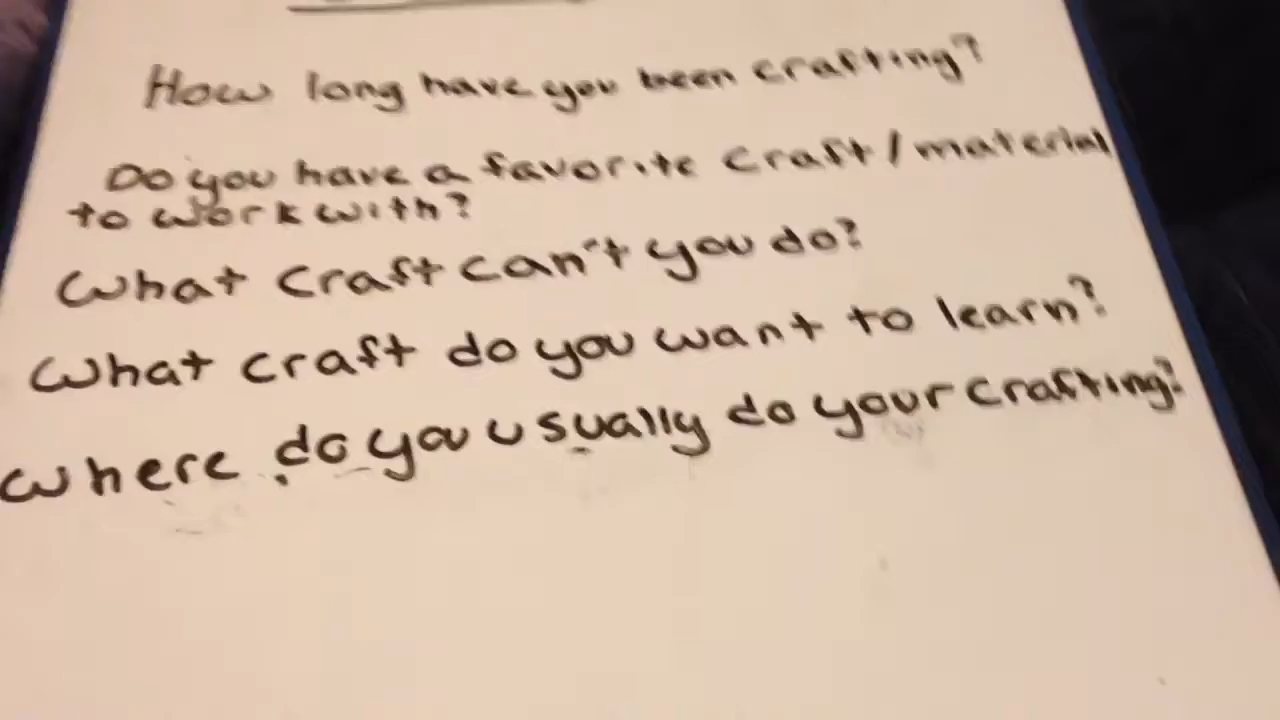 How long have you been crafting?
Do you have a favorite craft/material
to work with?
What craft can't you do?
What craft do you want to learn?
Where do you usually do your crafting?